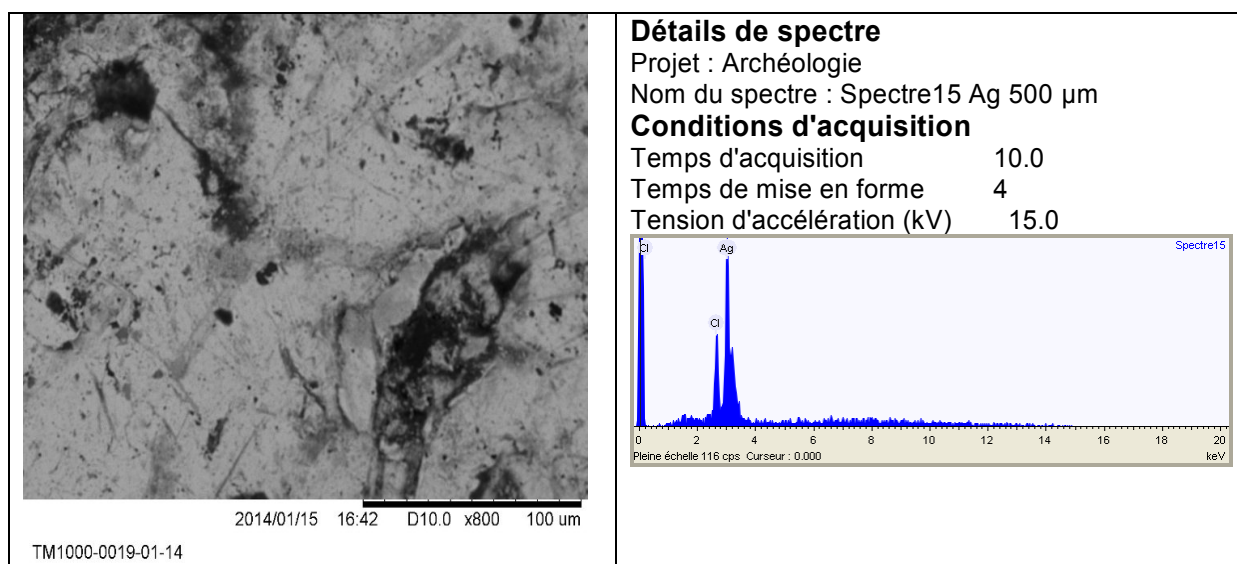 Détails de spectre
Projet : Archéologie
Nom du spectre : Spectre15 Ag 500 µm
Conditions d'acquisition
Temps d'acquisition 10.0
Temps de mise en forme 4
Tension d'accélération (kV) 15.0
Cl Ag Spectre15
Cl
0 2 4 6 8 10 12 14 16 18 20
Pleine échelle 116 cps Curseur : 0.000 keV
2014/01/15 16:42 D10.0 x800 100 um
TM1000-0019-01-14